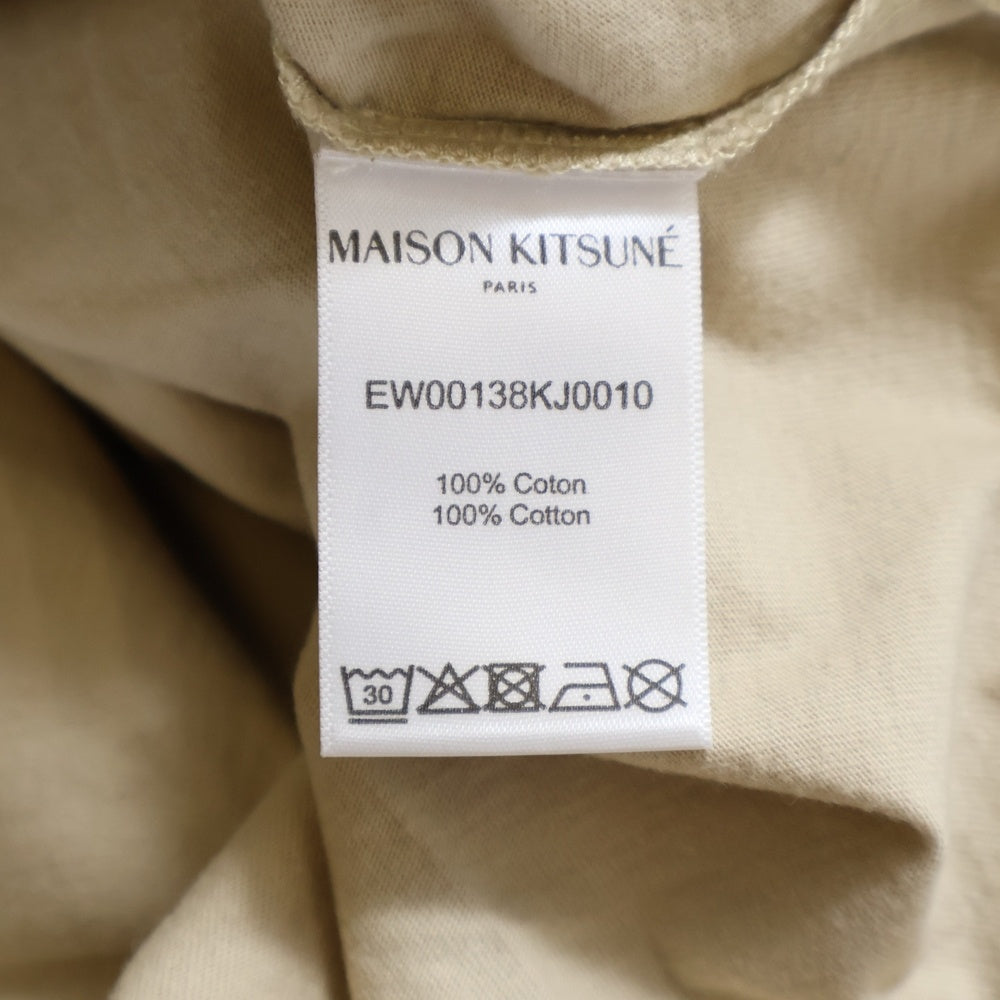 MAISON KITSUNÉ
PARIS
EW00138KJ0010
100% Coton
100% Cotton
30